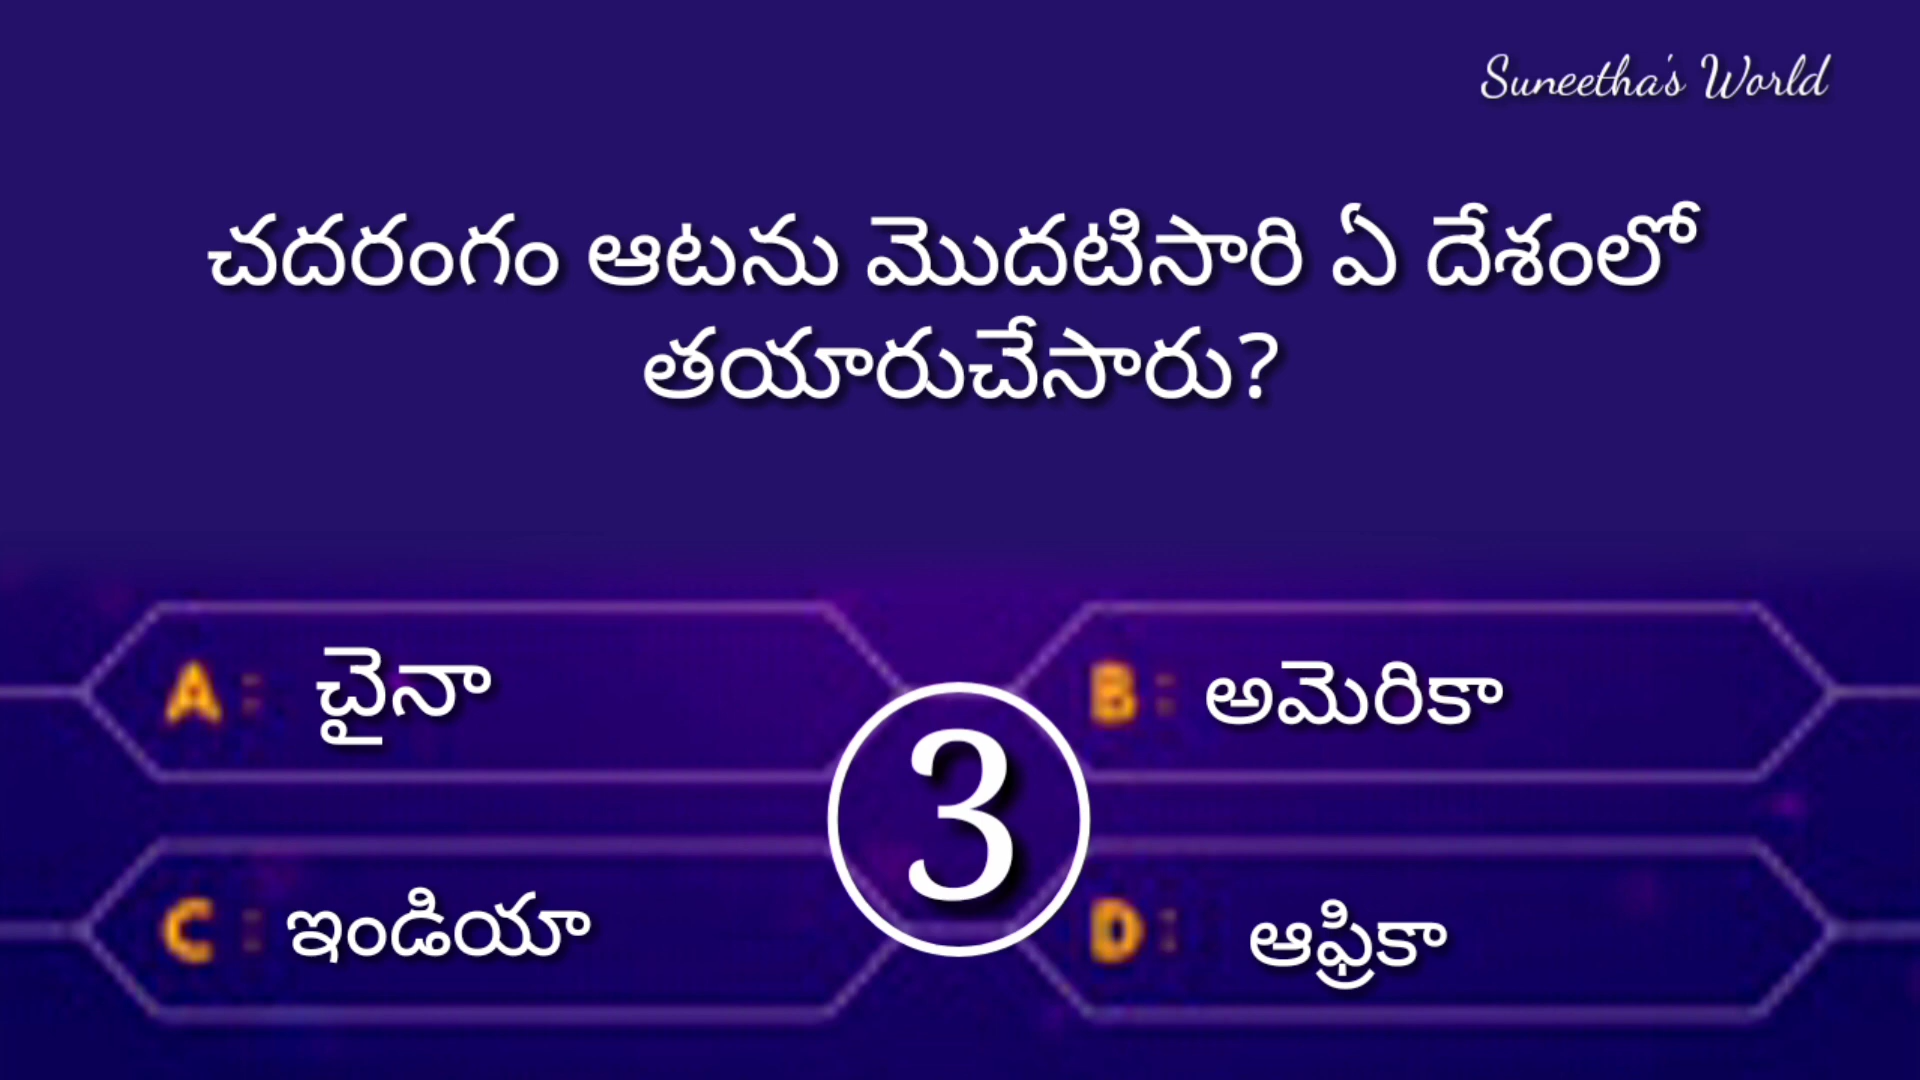 Suneetha's World
చదరంగం ఆటను మొదటిసారి ఏ దేశంలో
తయారుచేసారు?
A : చైనా
B : అమెరికా
3
C : ఇండియా
D : ఆఫ్రికా